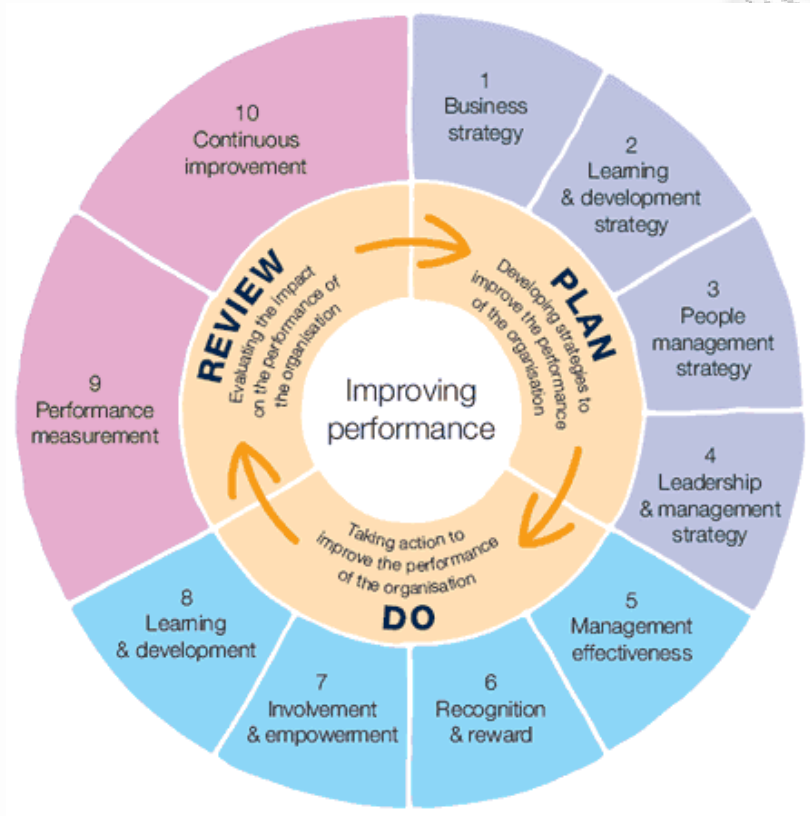 Improving
performance
PLAN
Developing strategies to
improve the performance
of the organisation
1
Business
strategy
2
Learning
& development
strategy
3
People
management
strategy
4
Leadership
& management
strategy
DO
Taking action to
improve the performance
of the organisation
5
Management
effectiveness
6
Recognition
& reward
7
Involvement
& empowerment
8
Learning
& development
REVIEW
Evaluating the impact
on the performance of
the organisation
9
Performance
measurement
10
Continuous
improvement